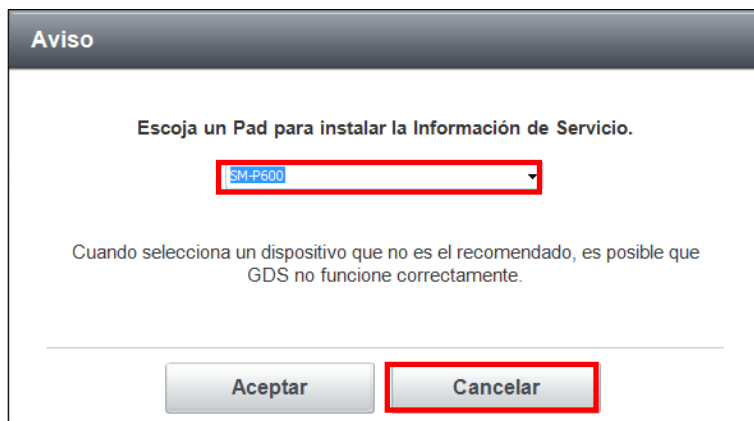 Aviso
Escoja un Pad para instalar la Información de Servicio.
SM-P600
Cuando selecciona un dispositivo que no es el recomendado, es posible que
GDS no funcione correctamente.
Aceptar
Cancelar